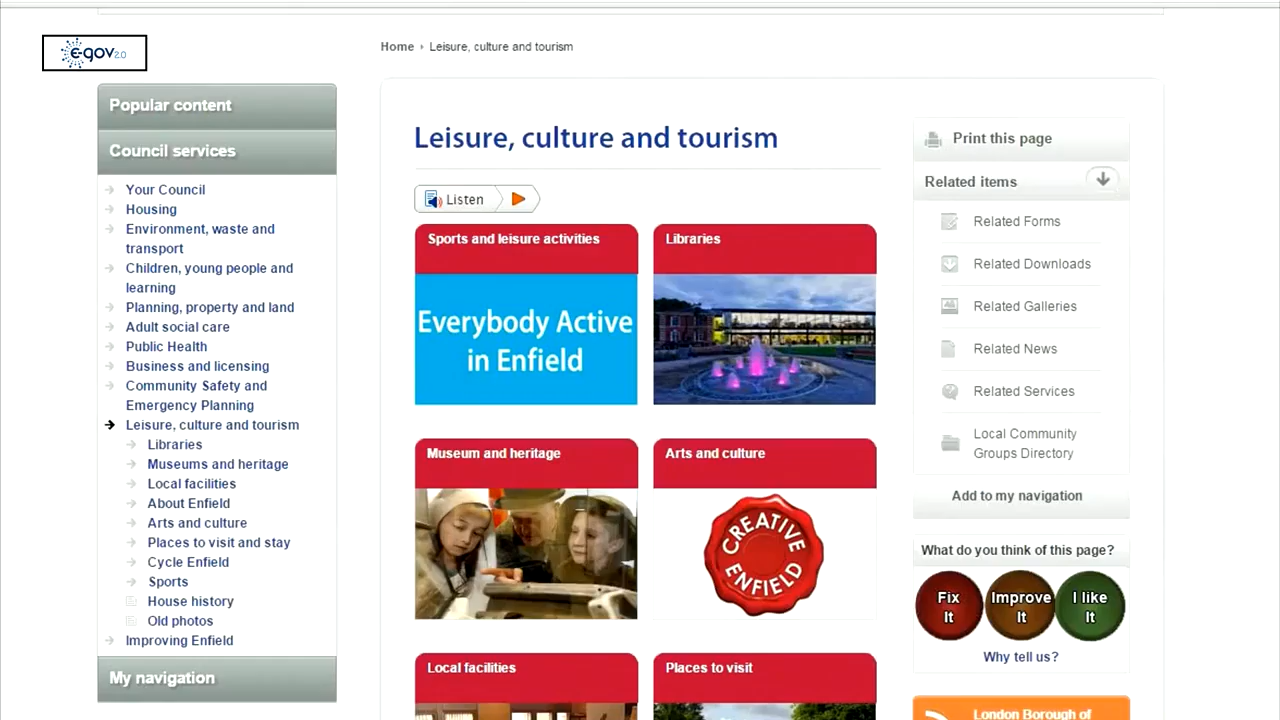 e-gov 2.0
Home › Leisure, culture and tourism
Popular content
Council services
Your Council
Housing
Environment, waste and
transport
Children, young people and
learning
Planning, property and land
Adult social care
Public Health
Business and licensing
Community Safety and
Emergency Planning
Leisure, culture and tourism
Libraries
Museums and heritage
Local facilities
About Enfield
Arts and culture
Places to visit and stay
Cycle Enfield
Sports
House history
Old photos
Improving Enfield
My navigation
Leisure, culture and tourism
Listen
Sports and leisure activities
Everybody Active
in Enfield
Libraries
Museum and heritage
Arts and culture
CREATIVE
ENFIELD
Local facilities
Places to visit
Print this page
Related items
Related Forms
Related Downloads
Related Galleries
Related News
Related Services
Local Community
Groups Directory
Add to my navigation
What do you think of this page?
Fix
It
Improve
It
I like
It
Why tell us?
London Borough of